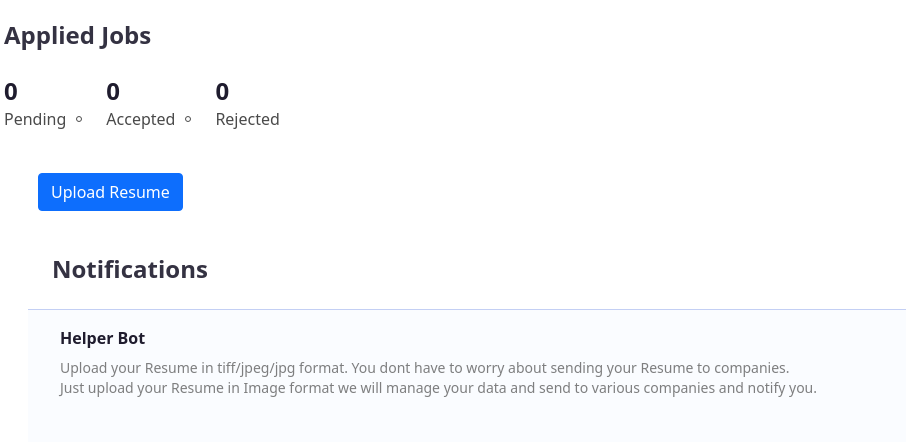 Applied Jobs
0 0 0
Pending Accepted Rejected
Upload Resume
Notifications
Helper Bot
Upload your Resume in tiff/jpeg/jpg format. You dont have to worry about sending your Resume to companies.
Just upload your Resume in Image format we will manage your data and send to various companies and notify you.